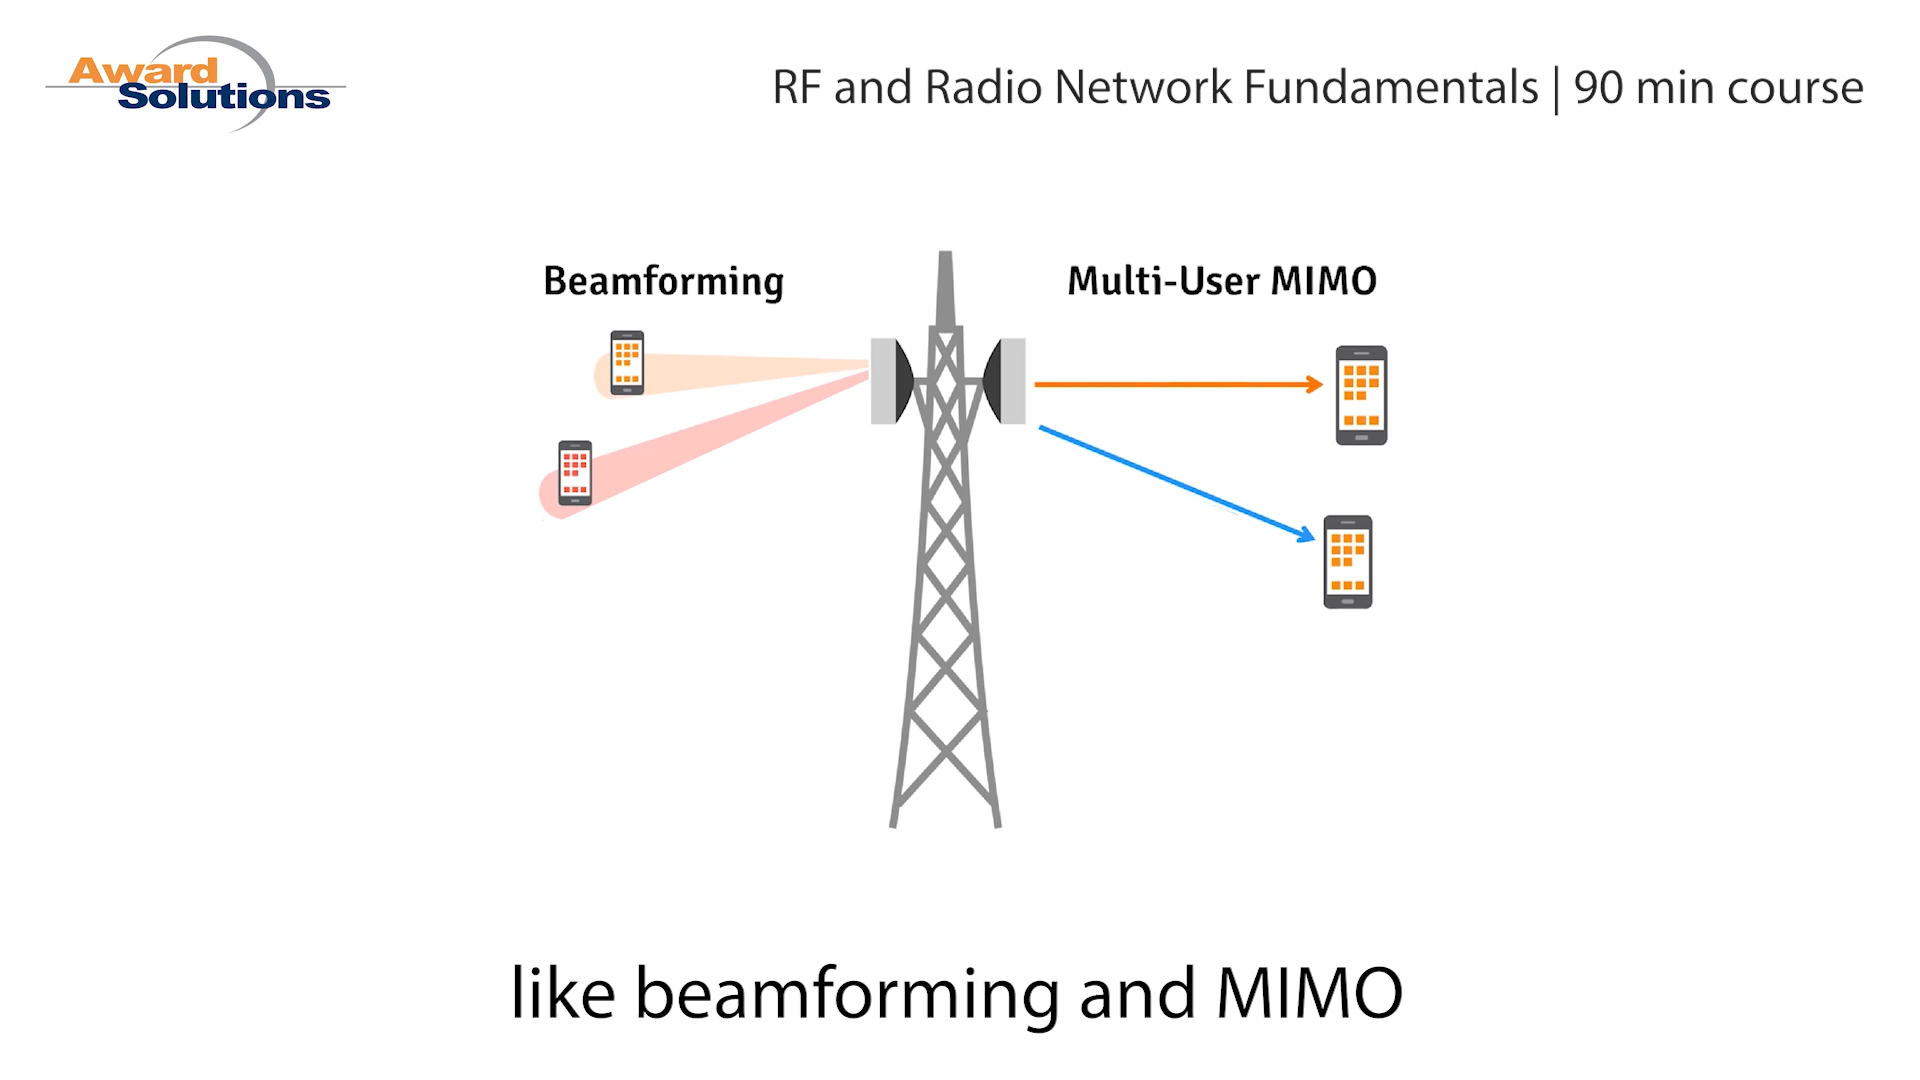 Award
Solutions
RF and Radio Network Fundamentals | 90 min course
Beamforming
Multi-User MIMO
like beamforming and MIMO